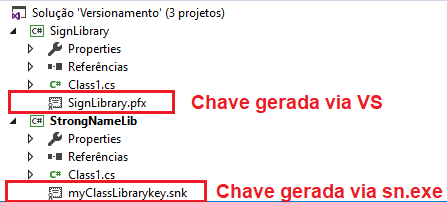 Solução 'Versionamento' (3 projetos)
C# SignLibrary
Properties
Referências
C# Class1.cs
SignLibrary.pfx Chave gerada via VS
C# StrongNameLib
Properties
Referências
C# Class1.cs
myClassLibrarykey.snk Chave gerada via sn.exe